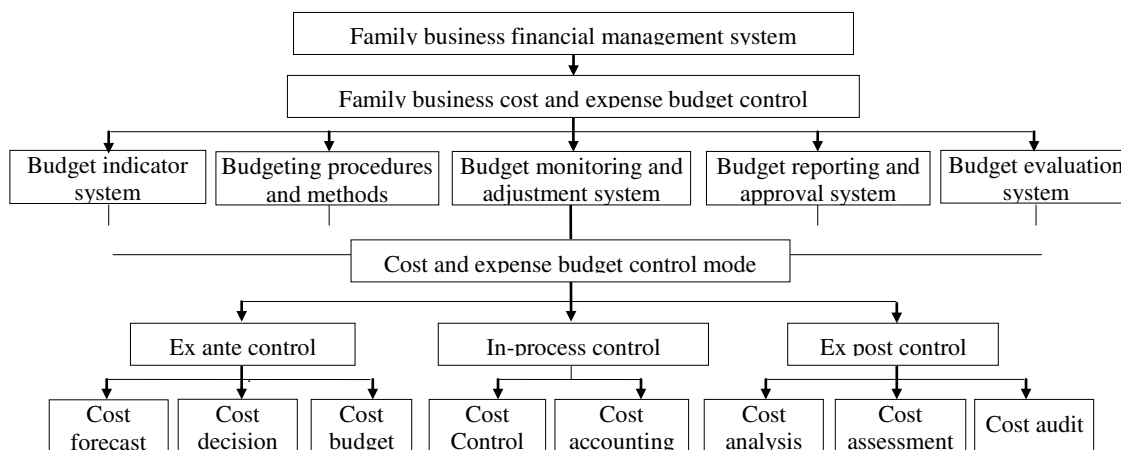 Family business financial management system
Family business cost and expense budget control
Budget indicator
system
Budgeting procedures
and methods
Budget monitoring and
adjustment system
Budget reporting and
approval system
Budget evaluation
system
Cost and expense budget control mode
Ex ante control
In-process control
Ex post control
Cost
forecast
Cost
decision
Cost
budget
Cost
Control
Cost
accounting
Cost
analysis
Cost
assessment
Cost audit